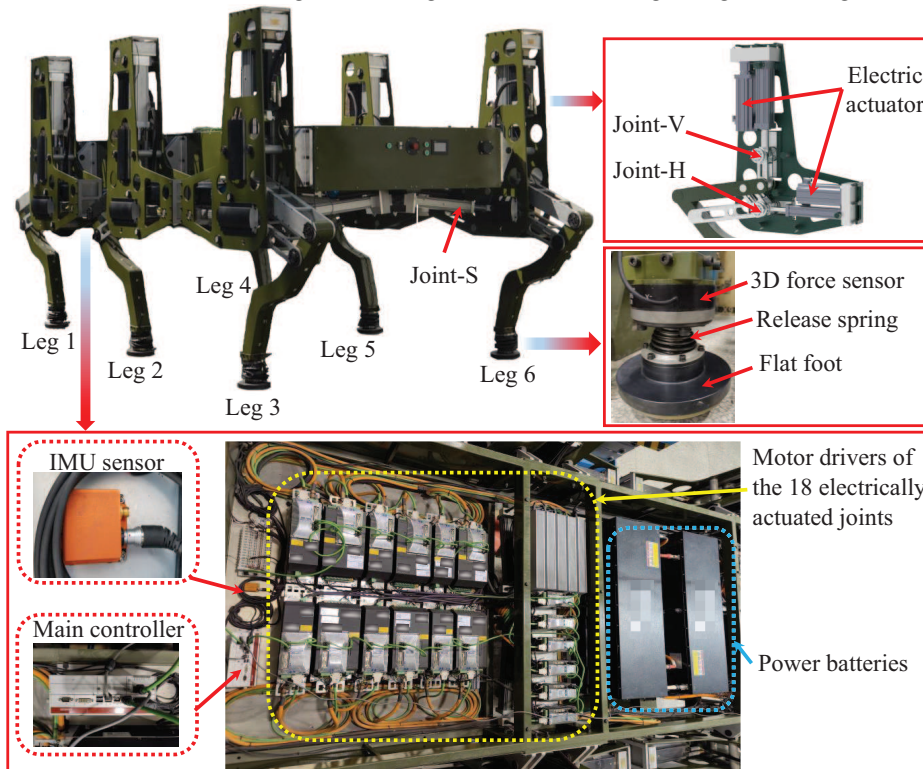 Electric
actuator
Joint-V
Joint-H
Joint-S
Leg 4
3D force sensor
Release spring
Flat foot
Leg 1
Leg 2
Leg 5
Leg 6
Leg 3
IMU sensor
Motor drivers of
the 18 electrically
actuated joints
Main controller
Power batteries